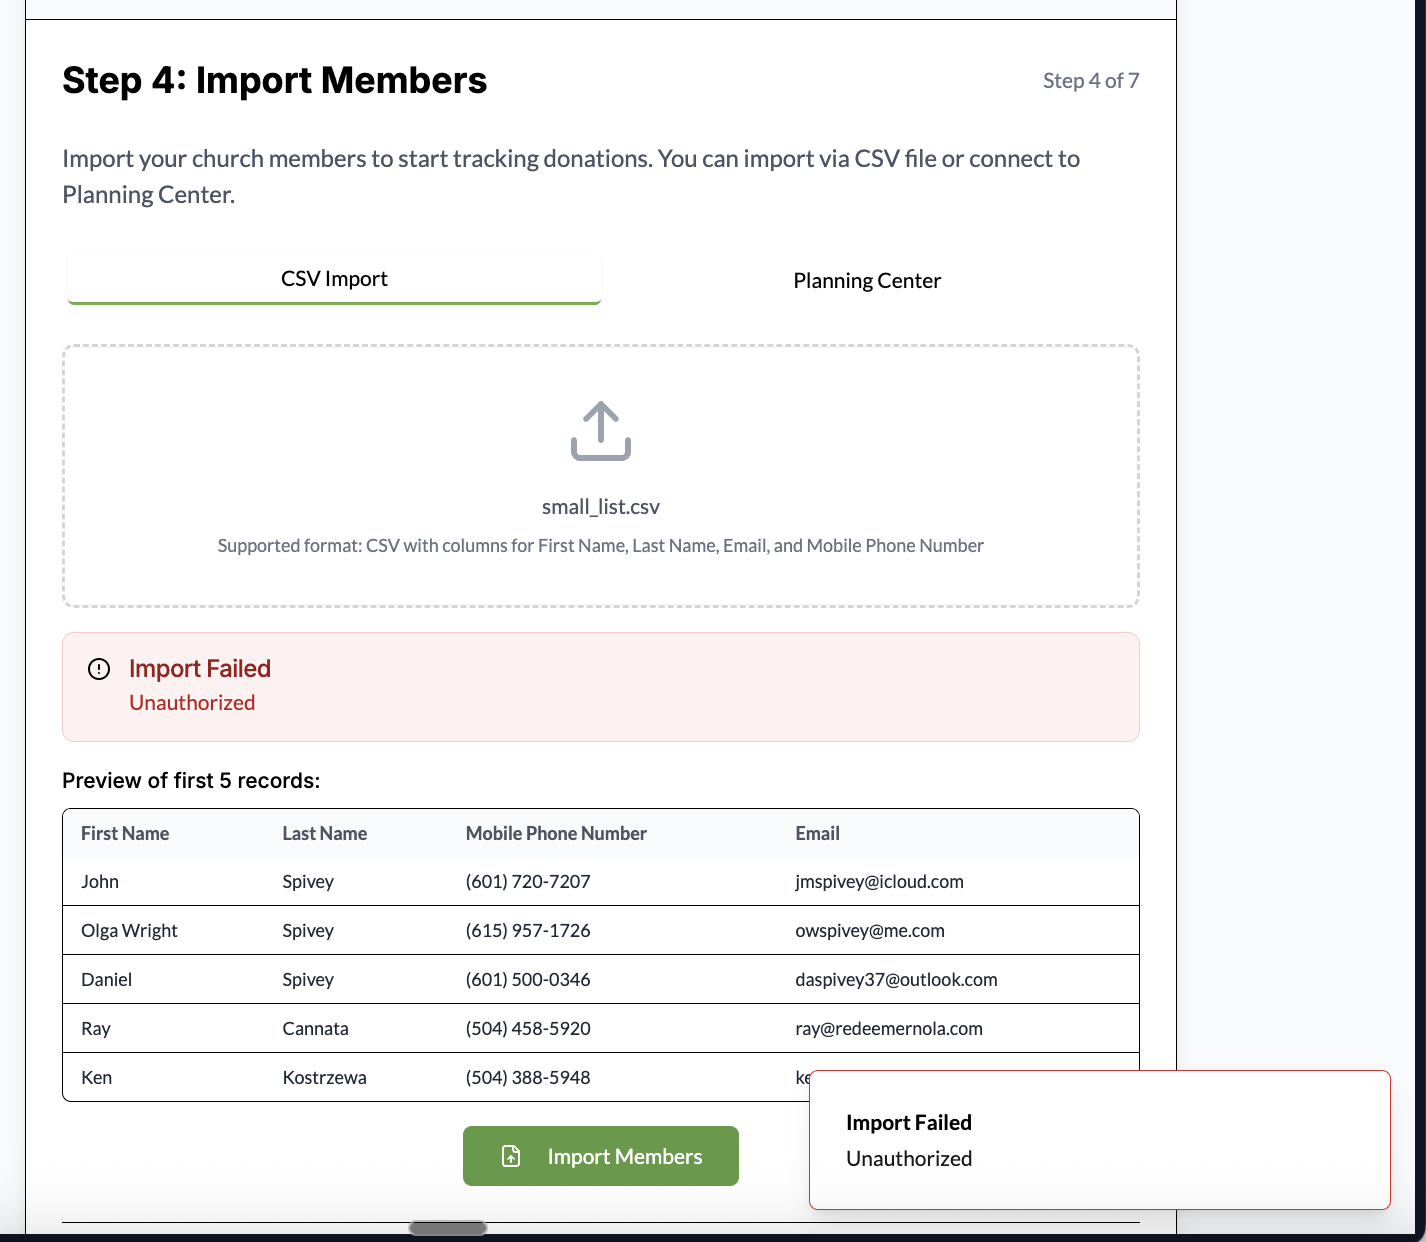 Step 4: Import Members
Step 4 of 7
Import your church members to start tracking donations. You can import via CSV file or connect to
Planning Center.
CSV Import
Planning Center
small_list.csv
Supported format: CSV with columns for First Name, Last Name, Email, and Mobile Phone Number
Import Failed
Unauthorized
Preview of first 5 records:
First Name Last Name Mobile Phone Number Email
John Spivey (601) 720-7207 jmspivey@icloud.com
Olga Wright Spivey (615) 957-1726 owspivey@me.com
Daniel Spivey (601) 500-0346 daspivey37@outlook.com
Ray Cannata (504) 458-5920 ray@redeemernola.com
Ken Kostrzewa (504) 388-5948
Import Members
Import Failed
Unauthorized